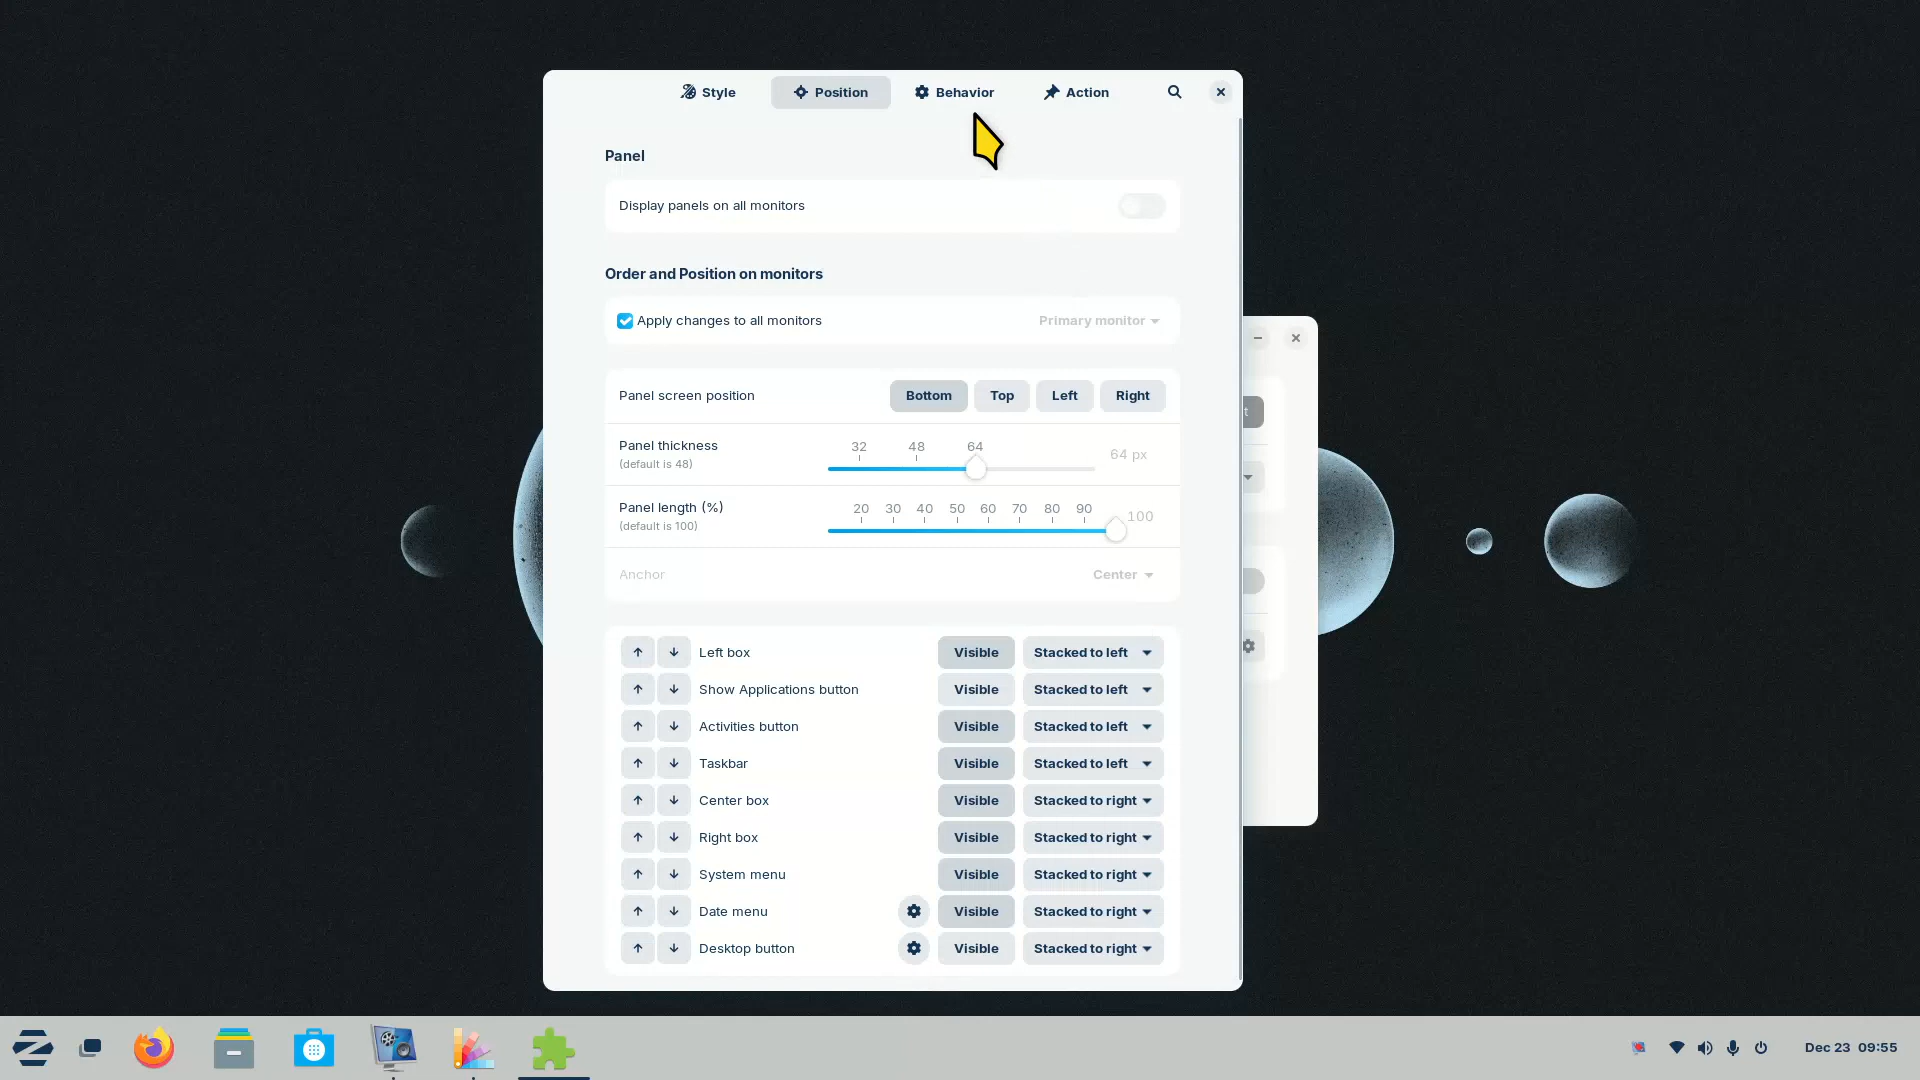 Style
Position
Behavior
Action
Panel
Display panels on all monitors
Order and Position on monitors
Apply changes to all monitors
Primary monitor
Panel screen position
Bottom
Top
Left
Right
Panel thickness
(default is 48)
32 48 64
64 px
Panel length (%)
(default is 100)
20 30 40 50 60 70 80 90
100
Anchor
Center
Left box Visible Stacked to left
Show Applications button Visible Stacked to left
Activities button Visible Stacked to left
Taskbar Visible Stacked to left
Center box Visible Stacked to right
Right box Visible Stacked to right
System menu Visible Stacked to right
Date menu Visible Stacked to right
Desktop button Visible Stacked to right
t
Dec 23 09:55